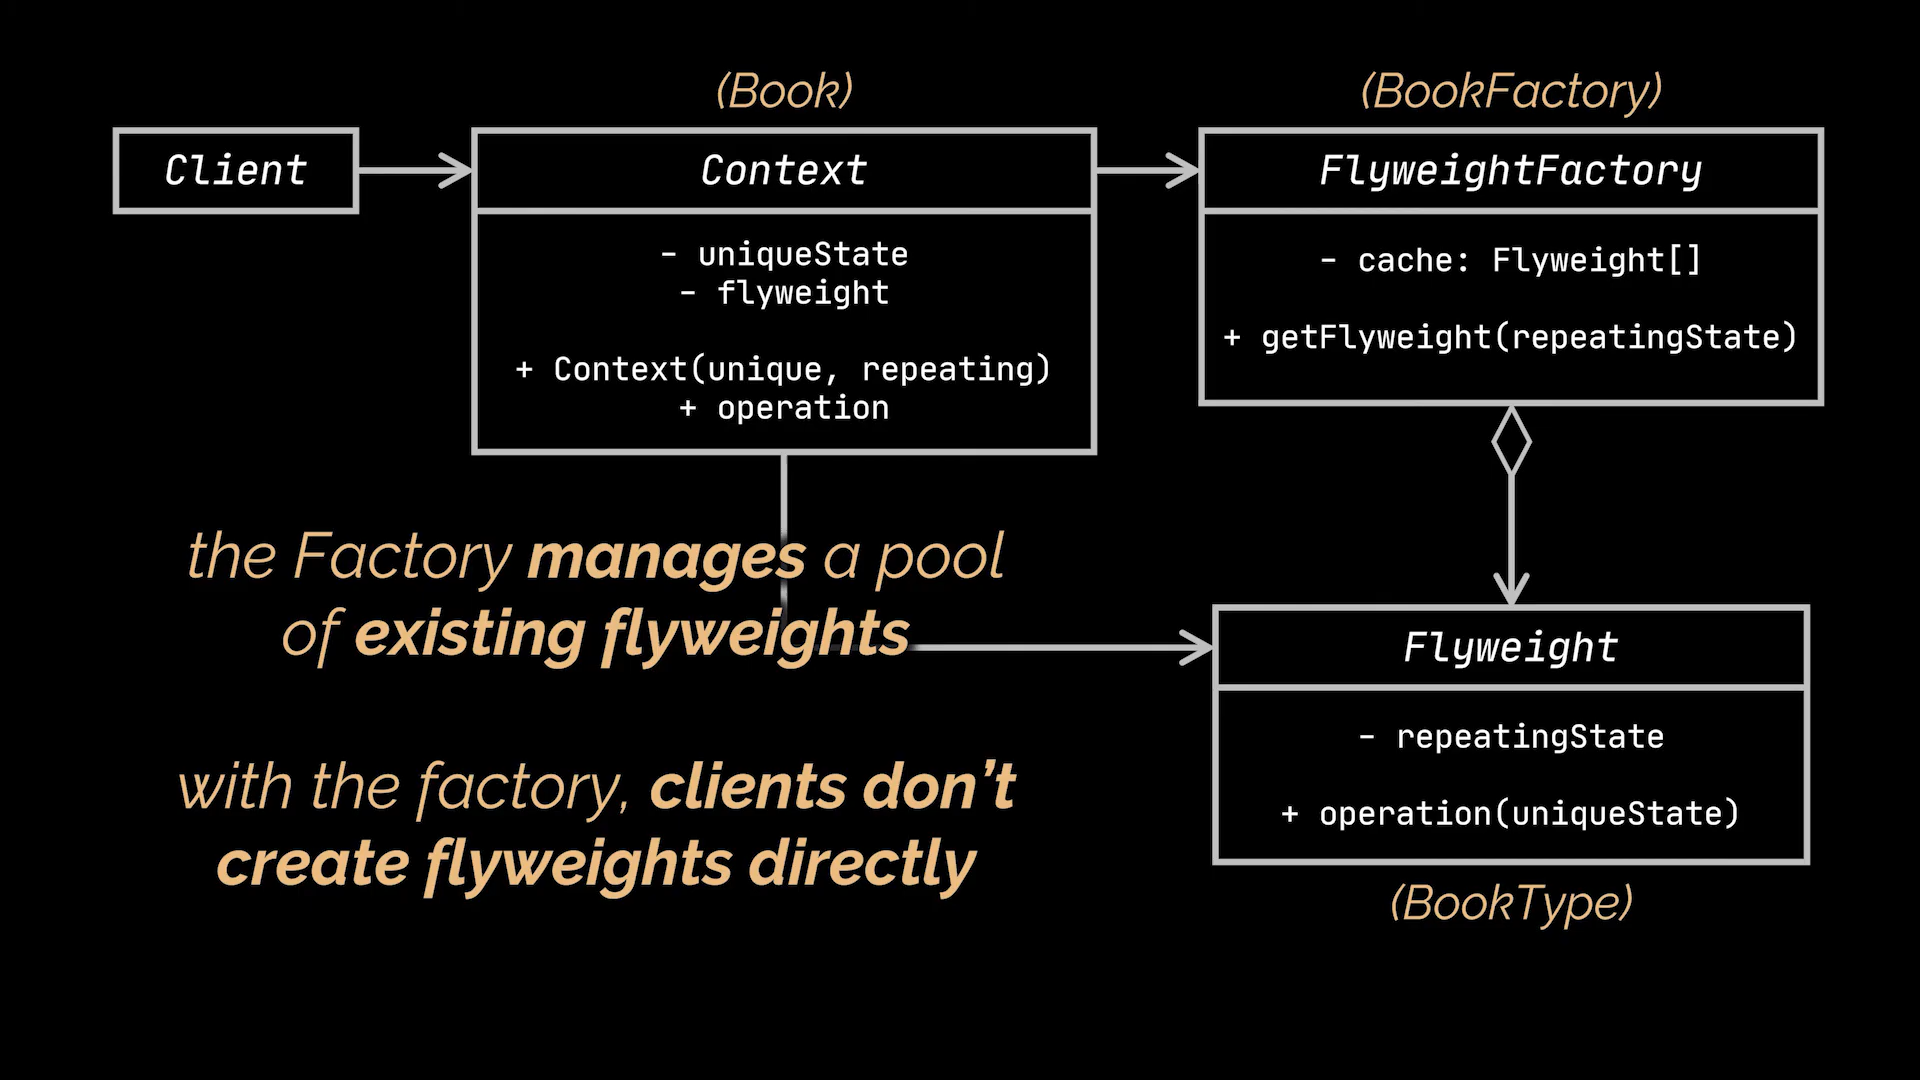 (Book)
(BookFactory)
Client
Context
FlyweightFactory
- uniqueState
- flyweight
+ Context(unique, repeating)
+ operation
- cache: Flyweight[]
+ getFlyweight(repeatingState)
the Factory manages a pool
of existing flyweights
with the factory, clients don’t
create flyweights directly
Flyweight
- repeatingState
+ operation(uniqueState)
(BookType)